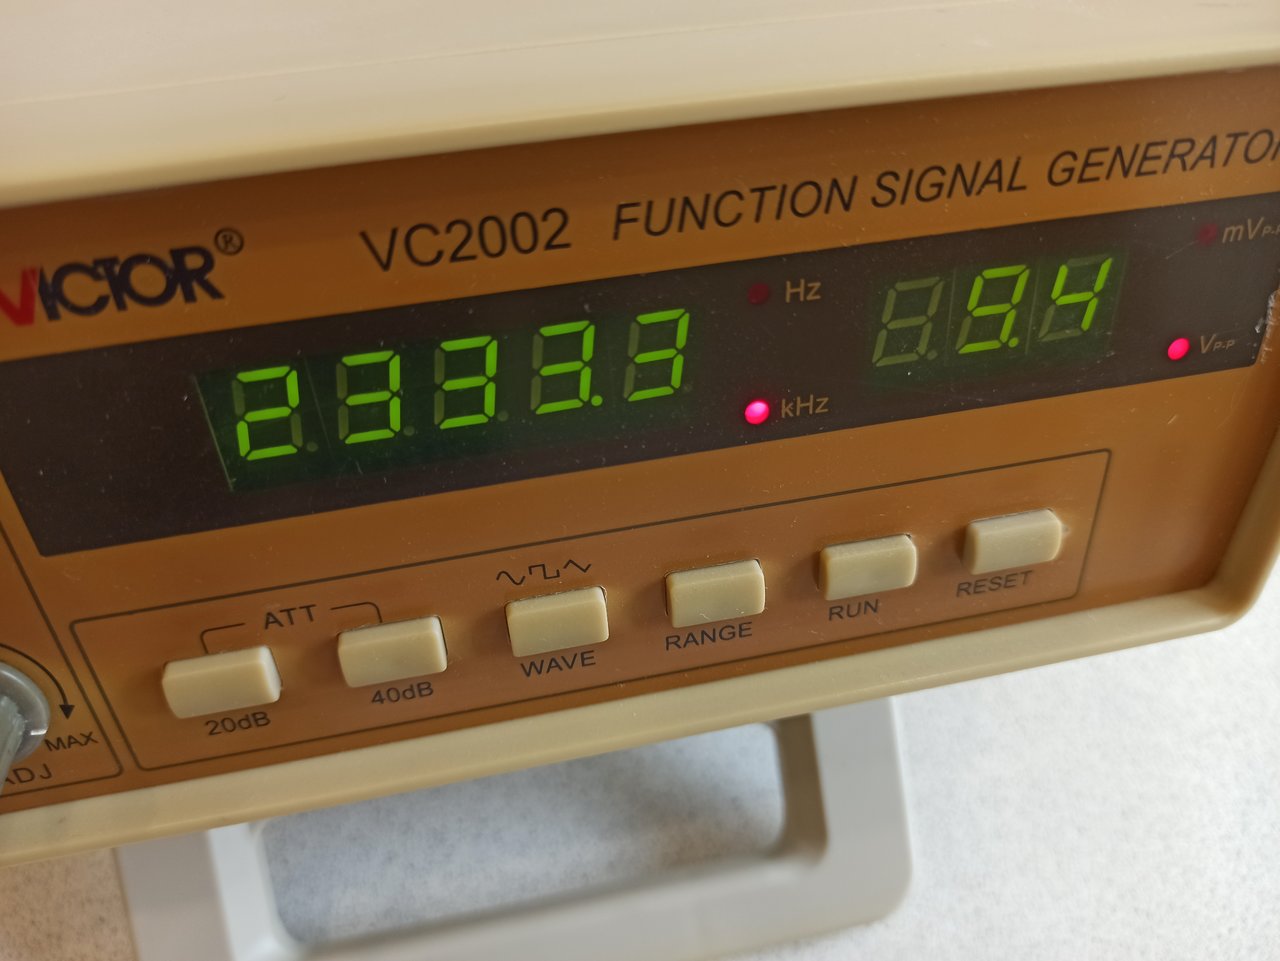 VICTOR®
VC2002 FUNCTION SIGNAL GENERATOR
2333.3
Hz
kHz
9.4
mVP-P
VP-P
ATT
20dB
40dB
WAVE
RANGE
RUN
RESET
MAX
ADJ